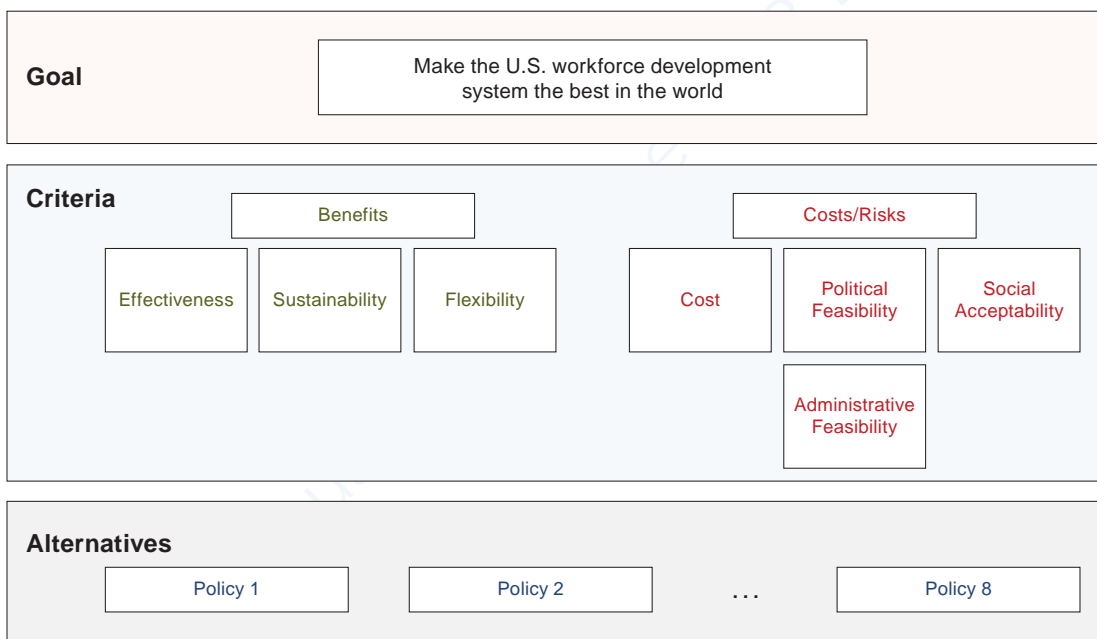 Goal
Make the U.S. workforce development
system the best in the world
Criteria
Benefits
Costs/Risks
Effectiveness
Sustainability
Flexibility
Cost
Political
Feasibility
Social
Acceptability
Administrative
Feasibility
Alternatives
Policy 1
Policy 2
...
Policy 8